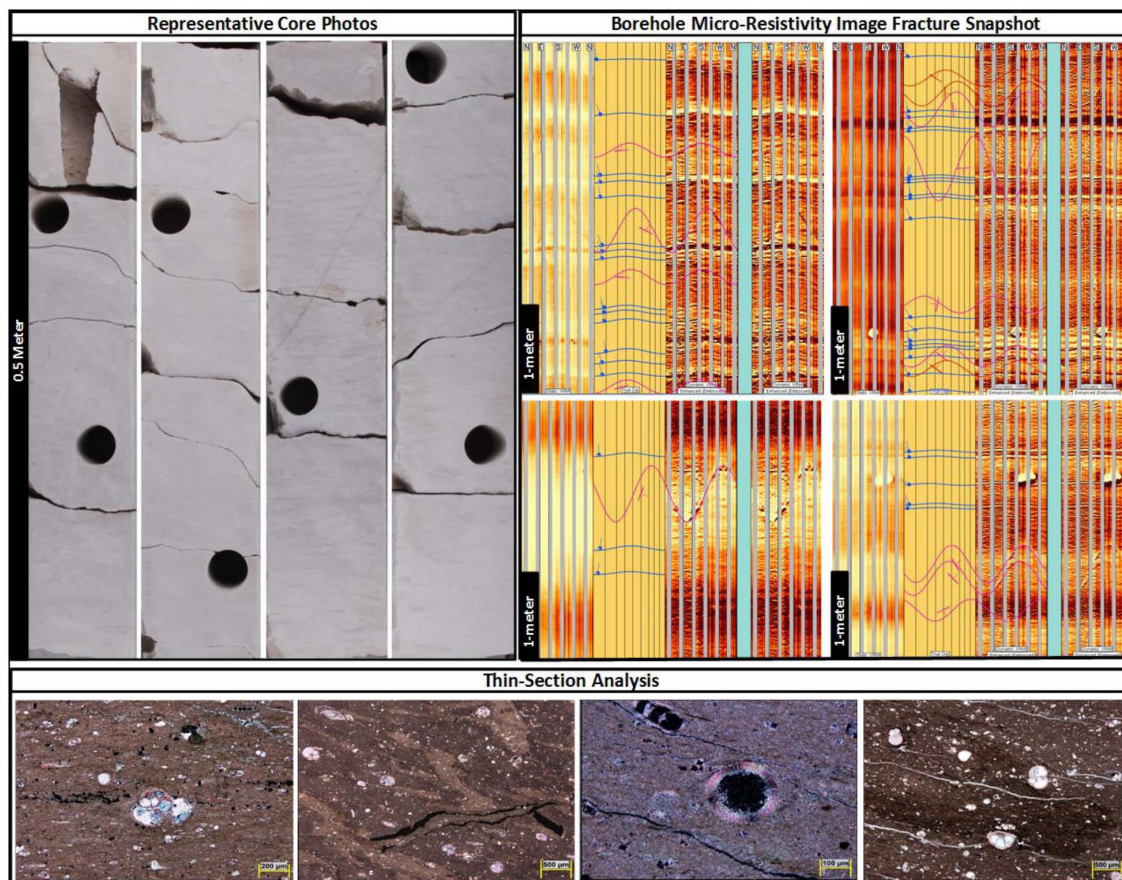 Representative Core Photos
Borehole Micro-Resistivity Image Fracture Snapshot
0.5 Meter
N E S W N
N E S W N
N E S W N
N E S W N
N E S W N
N E S W N
1-meter
1-meter
1-meter
1-meter
Thin-Section Analysis
200 µm
500 µm
100 µm
500 µm